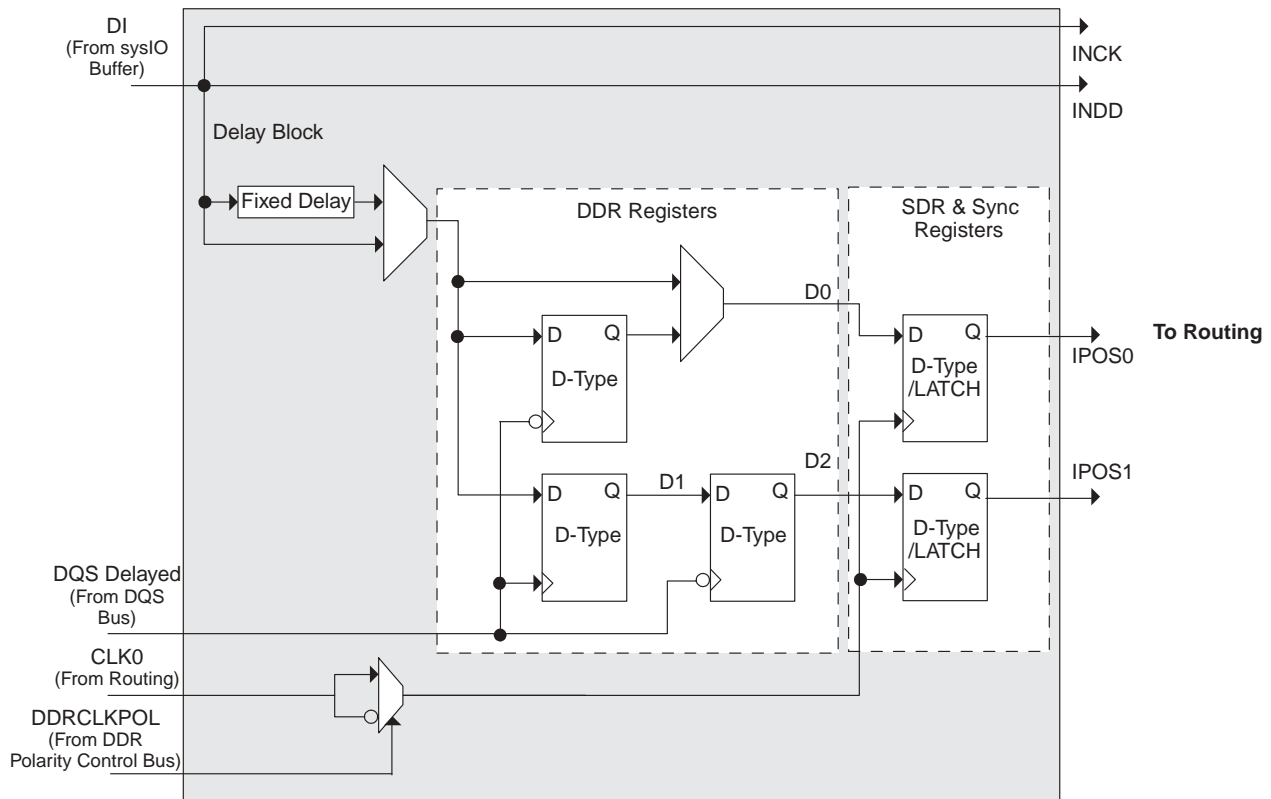 DI
(From sysIO
Buffer)
INCK
INDD
Delay Block
Fixed Delay
DDR Registers
SDR & Sync
Registers
D0
D Q
D-Type
D Q
D-Type
/LATCH
IPOS0
To Routing
D Q
D-Type
D1
D Q
D-Type
D2
D Q
D-Type
/LATCH
IPOS1
DQS Delayed
(From DQS
Bus)
CLK0
(From Routing)
DDRCLKPOL
(From DDR
Polarity Control Bus)